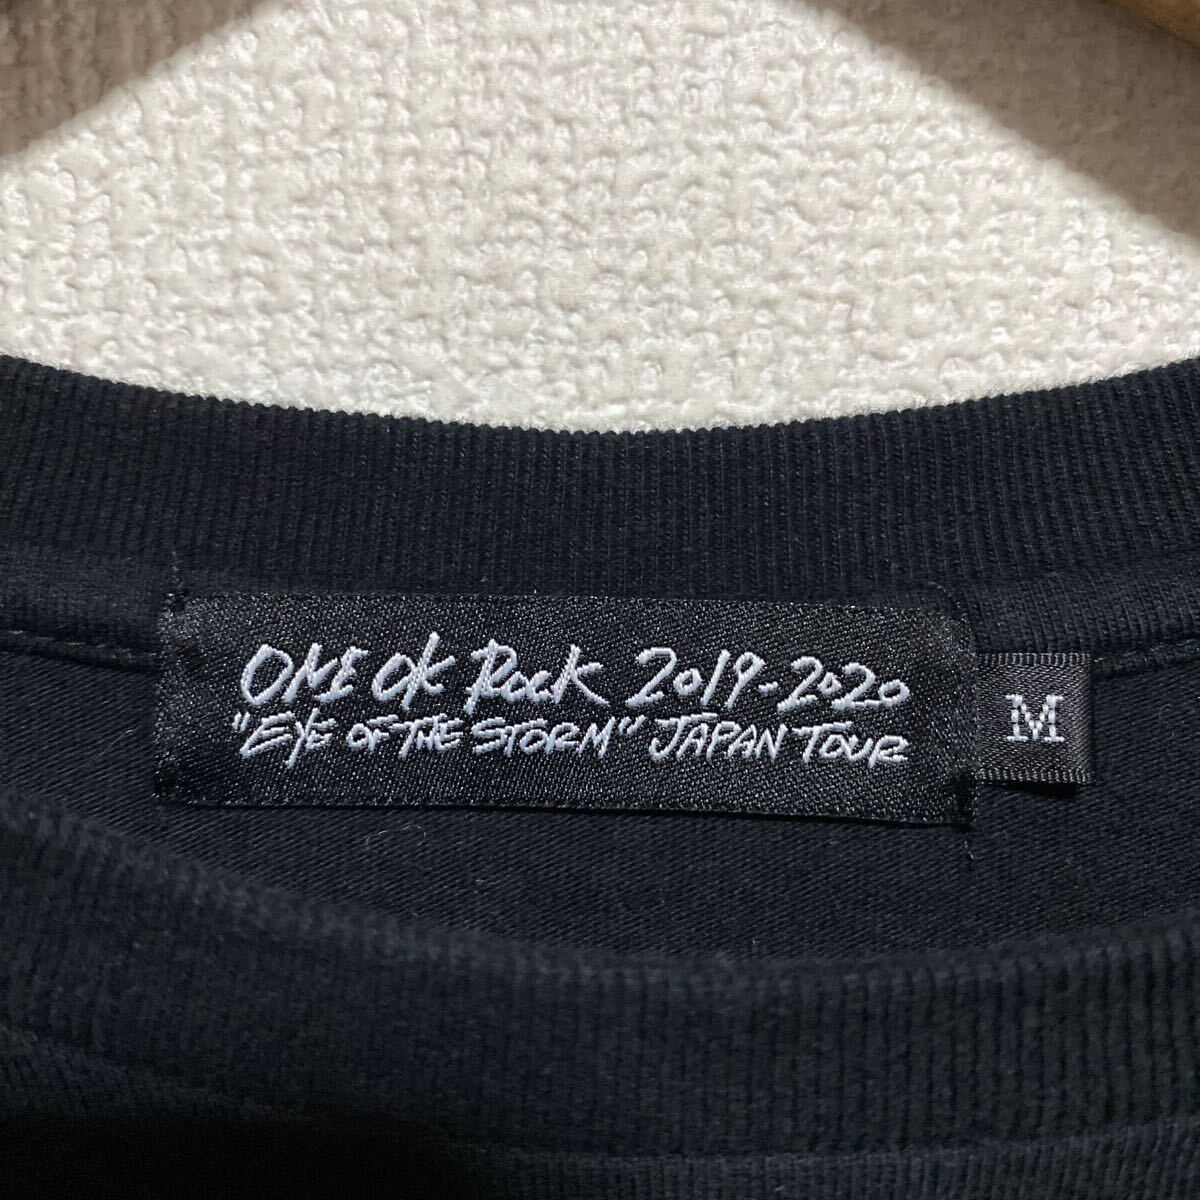 ONE OK ROCK 2019-2020
"EYE OF THE STORM" JAPAN TOUR
M